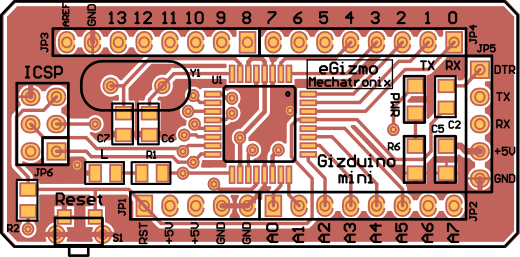 AREF GND 13 12 11 10 9 8 7 6 5 4 3 2 1 0
JP3 JP4
JP5
ICSP Y1 U1 eGizmo TX RX DTR
Mechatronix
PWR TX
C7 C6 C5 C2 RX
L R1 R6 +5V
JP6 Gizduino
mini GND
Reset
R2 S1 JP1 JP2
RST +5V +5V GND GND A0 A1 A2 A3 A4 A5 A6 A7